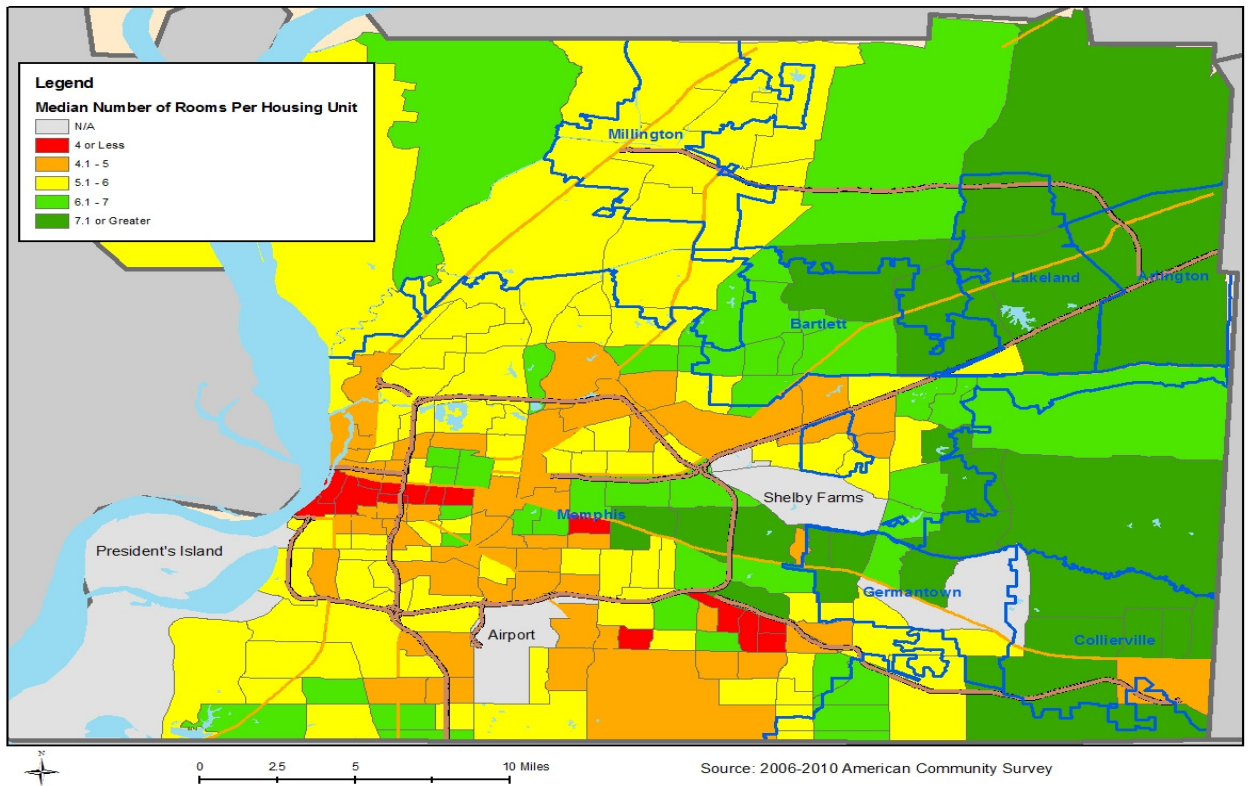 Legend
Median Number of Rooms Per Housing Unit
N/A
4 or Less
4.1 - 5
5.1 - 6
6.1 - 7
7.1 or Greater
Millington
Lakeland
Arlington
Bartlett
Shelby Farms
Memphis
President's Island
Germantown
Airport
Collierville
N
0 2.5 5 10 Miles
Source: 2006-2010 American Community Survey